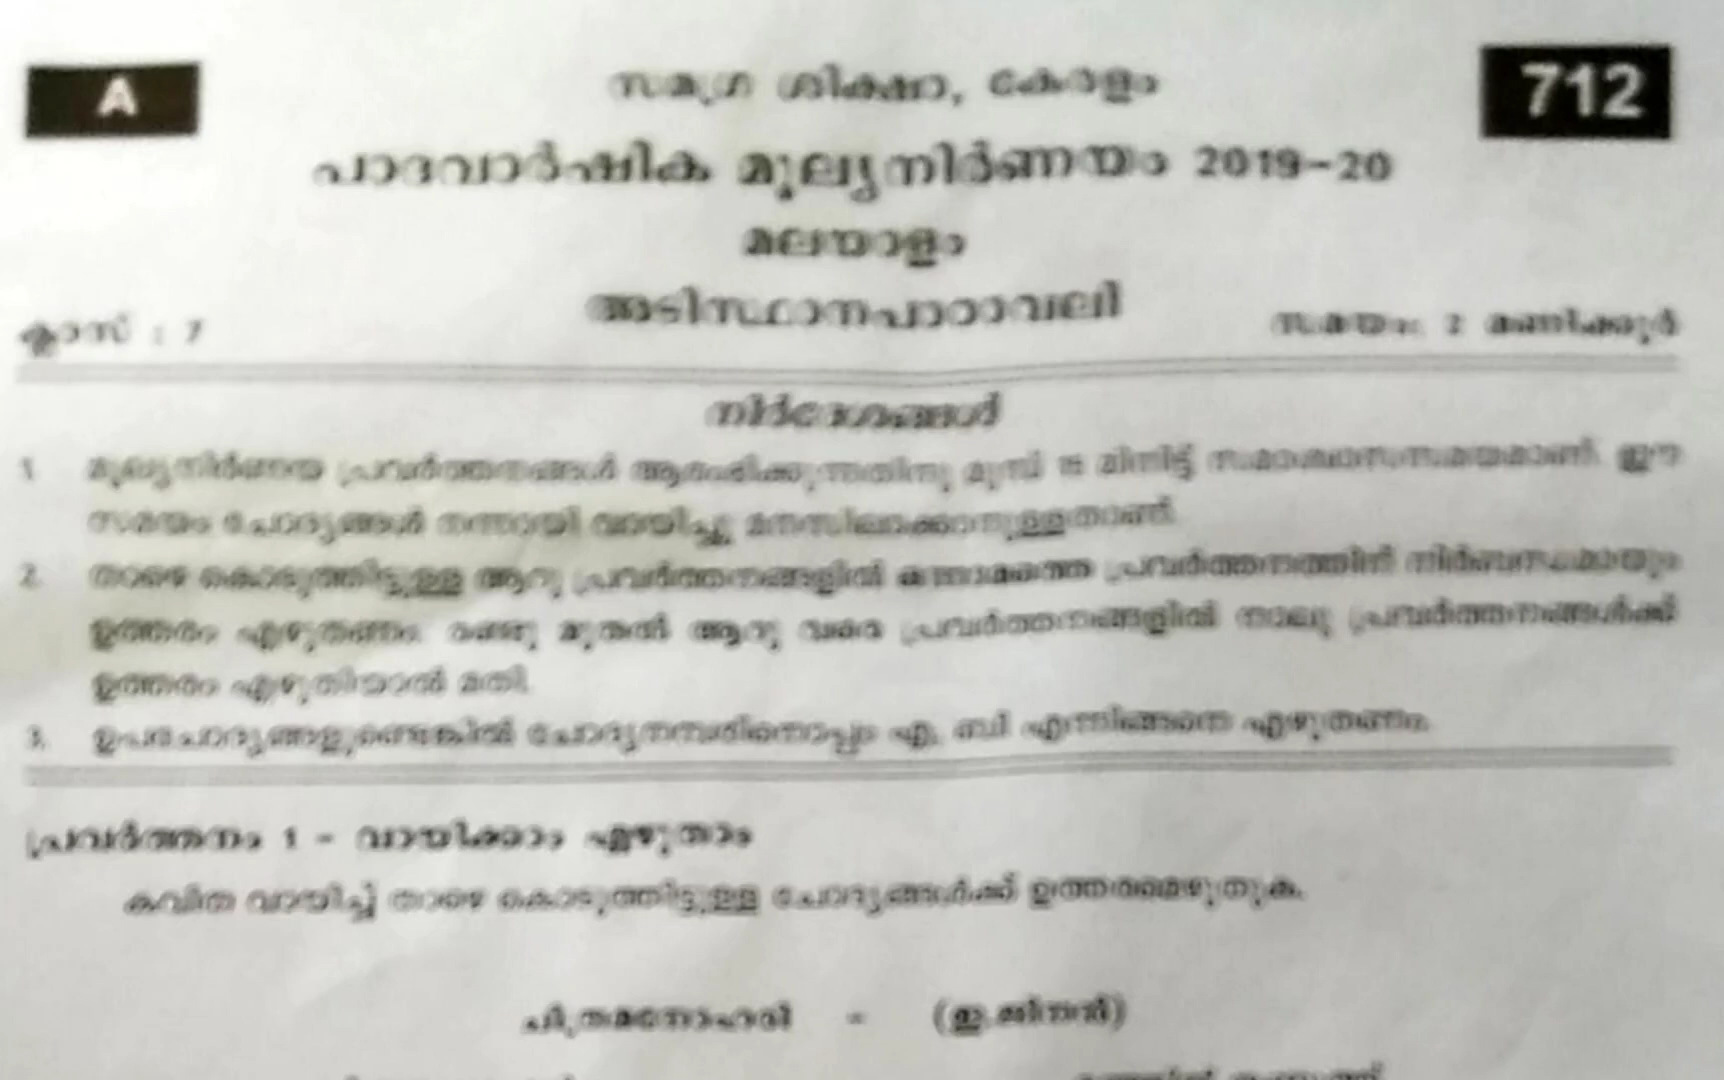 A
712
സമഗ്ര ശിക്ഷാ, കേരളം
പാദവാർഷിക മൂല്യനിർണയം 2019-20
മലയാളം
അടിസ്ഥാനപാഠാവലി
ക്ലാസ് : 7
സമയം: 2 മണിക്കൂർ
നിർദേശങ്ങൾ
1. മൂല്യനിർണയ പ്രവർത്തനങ്ങൾ ആരംഭിക്കുന്നതിനു മുമ്പ് 15 മിനിട്ട് സമാശ്വാസസമയമാണ്. ഈ
സമയം ചോദ്യങ്ങൾ നന്നായി വായിച്ചു മനസിലാക്കാനുള്ളതാണ്.
2. താഴെ കൊടുത്തിട്ടുള്ള ആറു പ്രവർത്തനങ്ങളിൽ ഒന്നാമത്തെ പ്രവർത്തനത്തിന് നിർബന്ധമായും
ഉത്തരം എഴുതണം. രണ്ടു മുതൽ ആറു വരെ പ്രവർത്തനങ്ങളിൽ നാലു പ്രവർത്തനങ്ങൾക്ക്
ഉത്തരം എഴുതിയാൽ മതി.
3. ഉപചോദ്യങ്ങളുണ്ടെങ്കിൽ ചോദ്യനമ്പരിനൊപ്പം എ, ബി എന്നിങ്ങനെ എഴുതണം.
പ്രവർത്തനം 1 - വായിക്കാം എഴുതാം
കവിത വായിച്ച് താഴെ കൊടുത്തിട്ടുള്ള ചോദ്യങ്ങൾക്ക് ഉത്തരമെഴുതുക.